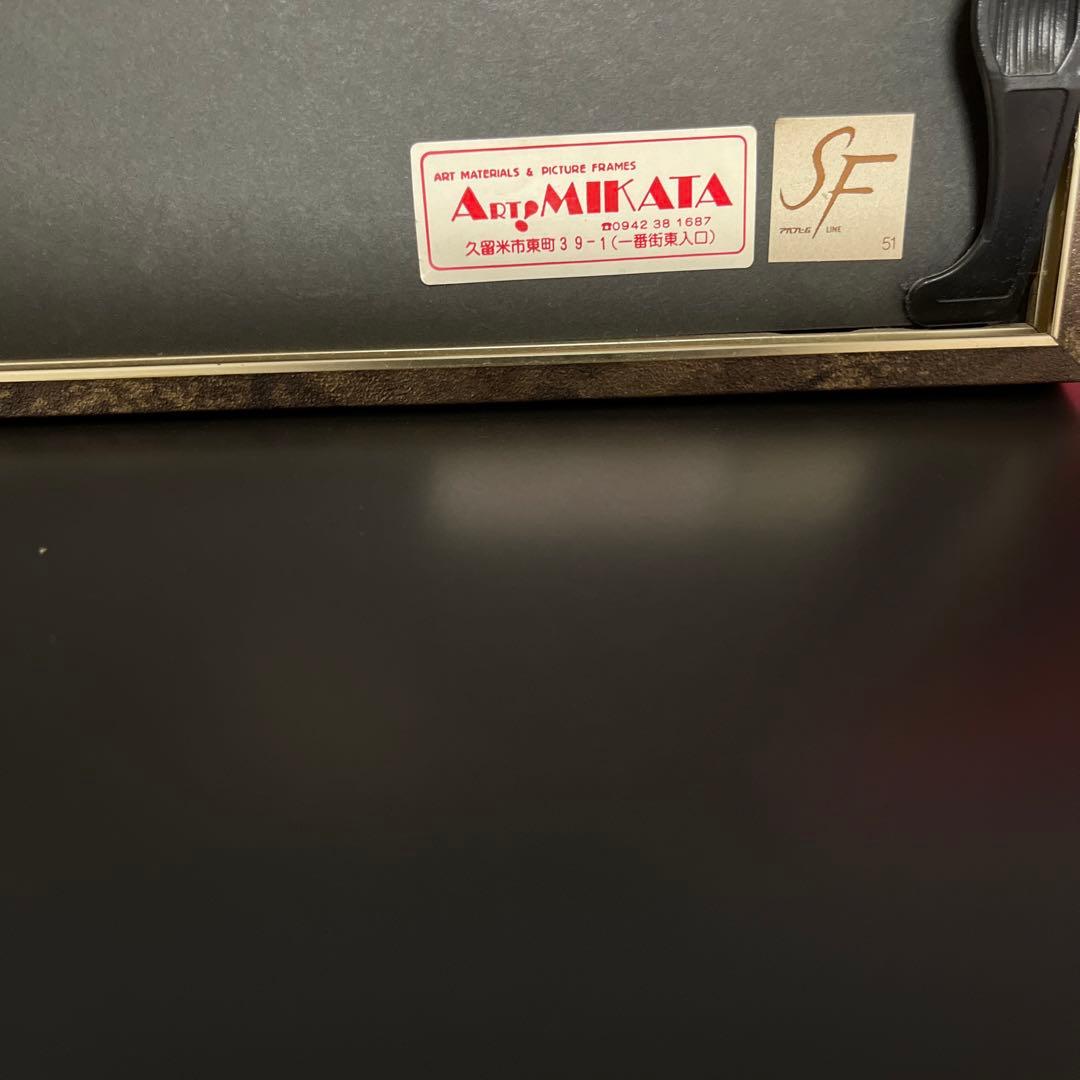 ART MATERIALS & PICTURE FRAMES
ART MIKATA
☎0942 38 1687
久留米市東町39-1(一番街東入口)
SF
LINE
51